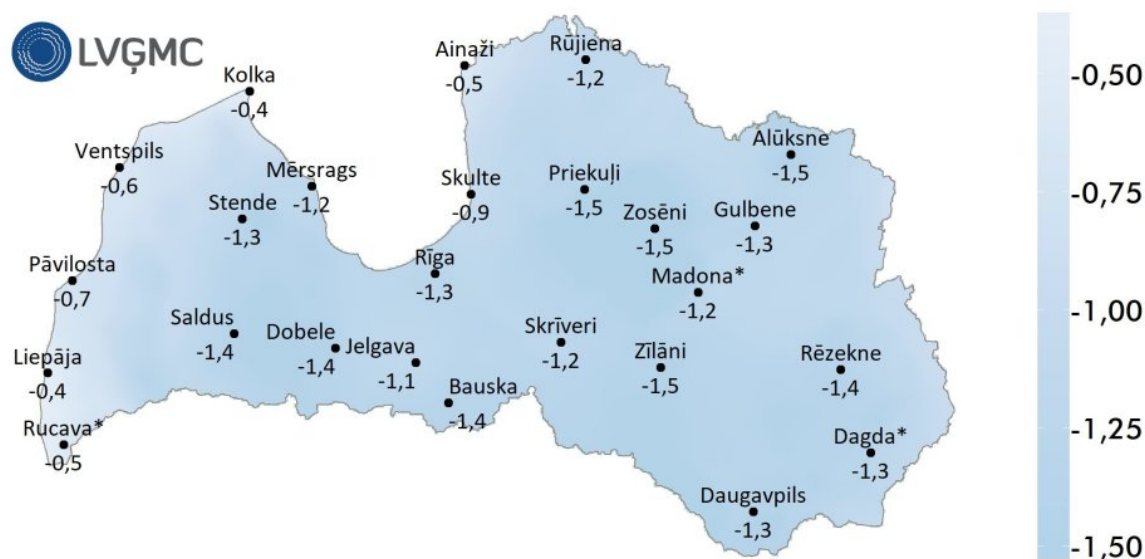 LVĢMC
Kolka
-0,4
Ainaži
-0,5
Rūjiena
-1,2
Ventspils
-0,6
Mērsrags
-1,2
Stende
-1,3
Skulte
-0,9
Priekuļi
-1,5
Alūksne
-1,5
Zosēni
-1,5
Gulbene
-1,3
Pāvilosta
-0,7
Rīga
-1,3
Madona*
-1,2
Saldus
-1,4
Dobele
-1,4
Jelgava
-1,1
Skrīveri
-1,2
Zīlāni
-1,5
Rēzekne
-1,4
Liepāja
-0,4
Bauska
-1,4
Rucava*
-0,5
Dagda*
-1,3
Daugavpils
-1,3
-0,50
-0,75
-1,00
-1,25
-1,50